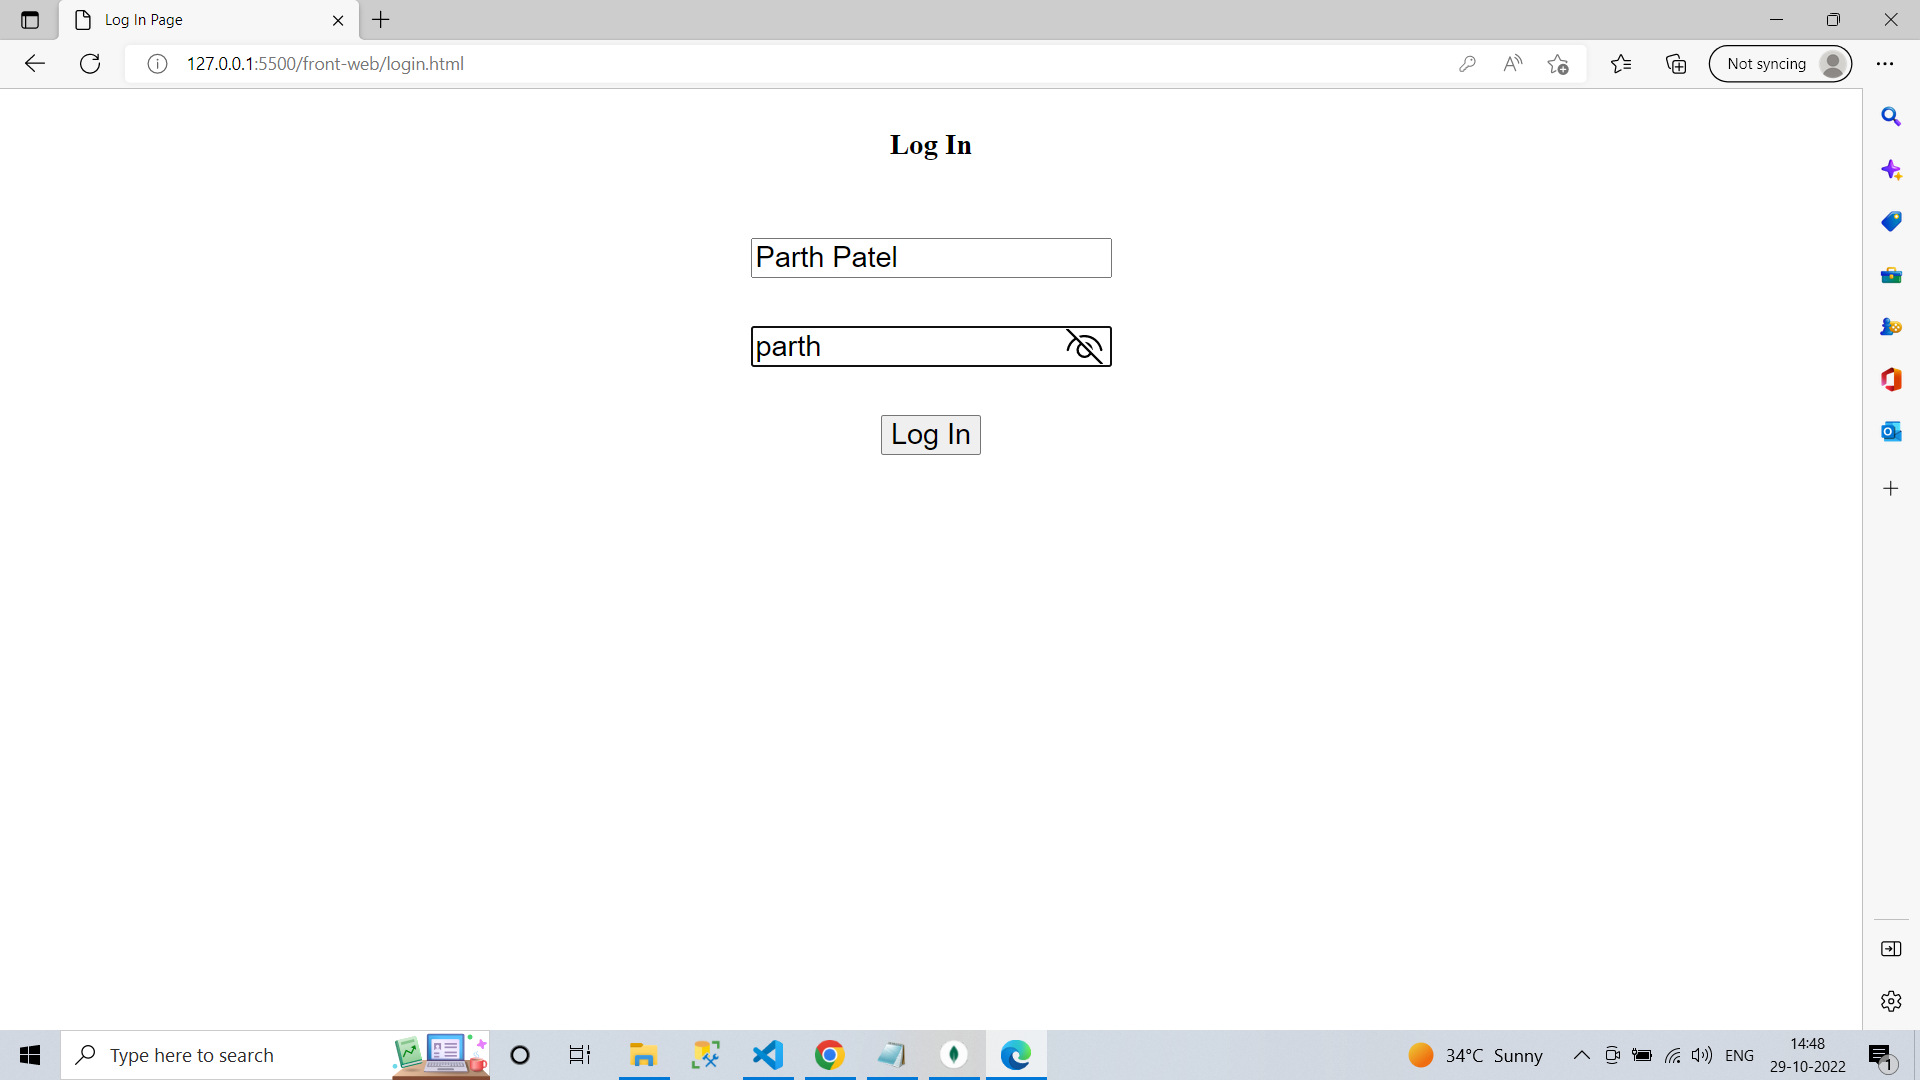 Log In Page
127.0.0.1:5500/front-web/login.html
Not syncing
Log In
Parth Patel
parth
Log In
Type here to search
34°C Sunny
ENG
14:48
29-10-2022
1